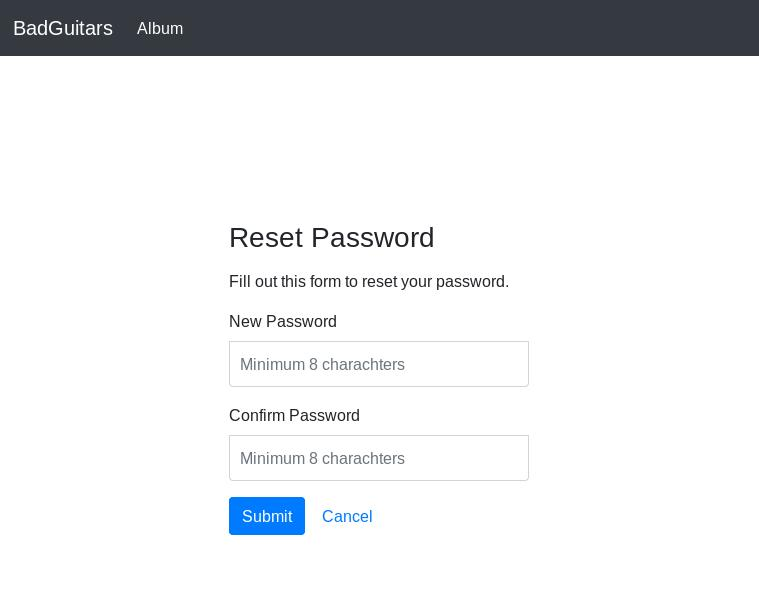 BadGuitars Album
Reset Password
Fill out this form to reset your password.
New Password
Minimum 8 charachters
Confirm Password
Minimum 8 charachters
Submit Cancel